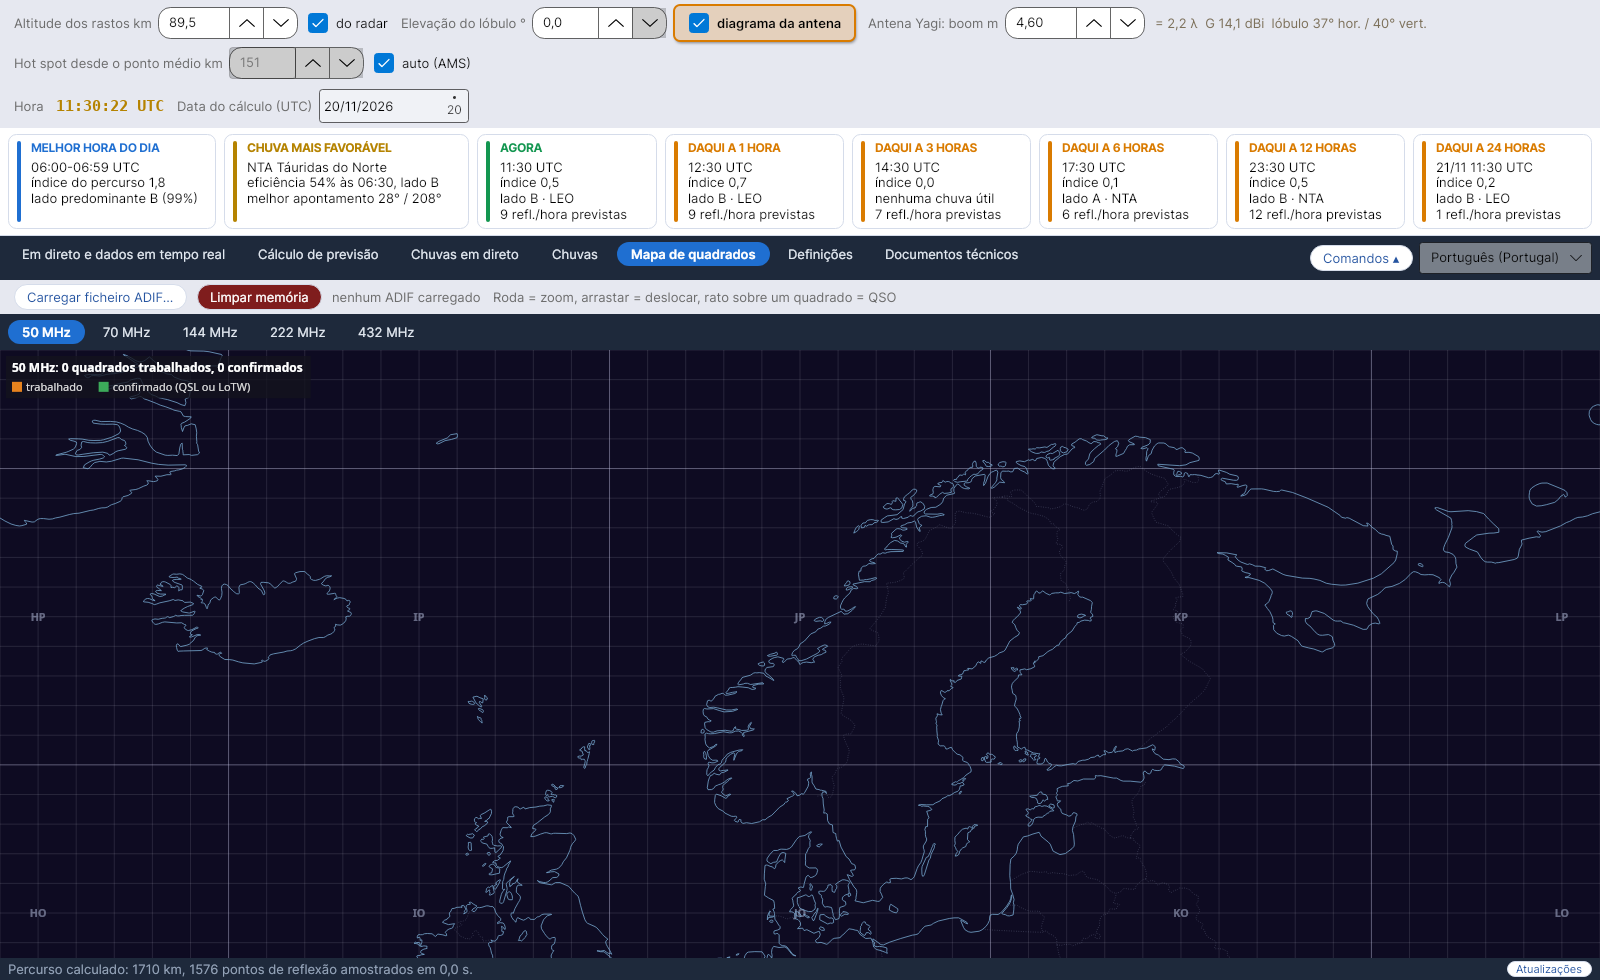 Altitude dos rastos km 89,5 do radar Elevação do lóbulo ° 0,0 diagrama da antena Antena Yagi: boom m 4,60 = 2,2 λ G 14,1 dBi lóbulo 37° hor. / 40° vert.
Hot spot desde o ponto médio km 151 auto (AMS)
Hora 11:30:22 UTC Data do cálculo (UTC) 20/11/2026 20
MELHOR HORA DO DIA
06:00-06:59 UTC
índice do percurso 1,8
lado predominante B (99%)
CHUVA MAIS FAVORÁVEL
NTA Táuridas do Norte
eficiência 54% às 06:30, lado B
melhor apontamento 28° / 208°
AGORA
11:30 UTC
índice 0,5
lado B · LEO
9 refl./hora previstas
DAQUI A 1 HORA
12:30 UTC
índice 0,7
lado B · LEO
9 refl./hora previstas
DAQUI A 3 HORAS
14:30 UTC
índice 0,0
nenhuma chuva útil
7 refl./hora previstas
DAQUI A 6 HORAS
17:30 UTC
índice 0,1
lado A · NTA
6 refl./hora previstas
DAQUI A 12 HORAS
23:30 UTC
índice 0,5
lado B · NTA
12 refl./hora previstas
DAQUI A 24 HORAS
21/11 11:30 UTC
índice 0,2
lado B · LEO
1 refl./hora previstas
Em direto e dados em tempo real Cálculo de previsão Chuvas em direto Chuvas Mapa de quadrados Definições Documentos técnicos Comandos ▴ Português (Portugal)
Carregar ficheiro ADIF... Limpar memória nenhum ADIF carregado Roda = zoom, arrastar = deslocar, rato sobre um quadrado = QSO
50 MHz 70 MHz 144 MHz 222 MHz 432 MHz
50 MHz: 0 quadrados trabalhados, 0 confirmados
trabalhado confirmado (QSL ou LoTW)
HP IP JP KP LP
HO IO JO KO LO
Percurso calculado: 1710 km, 1576 pontos de reflexão amostrados em 0,0 s. Atualizações